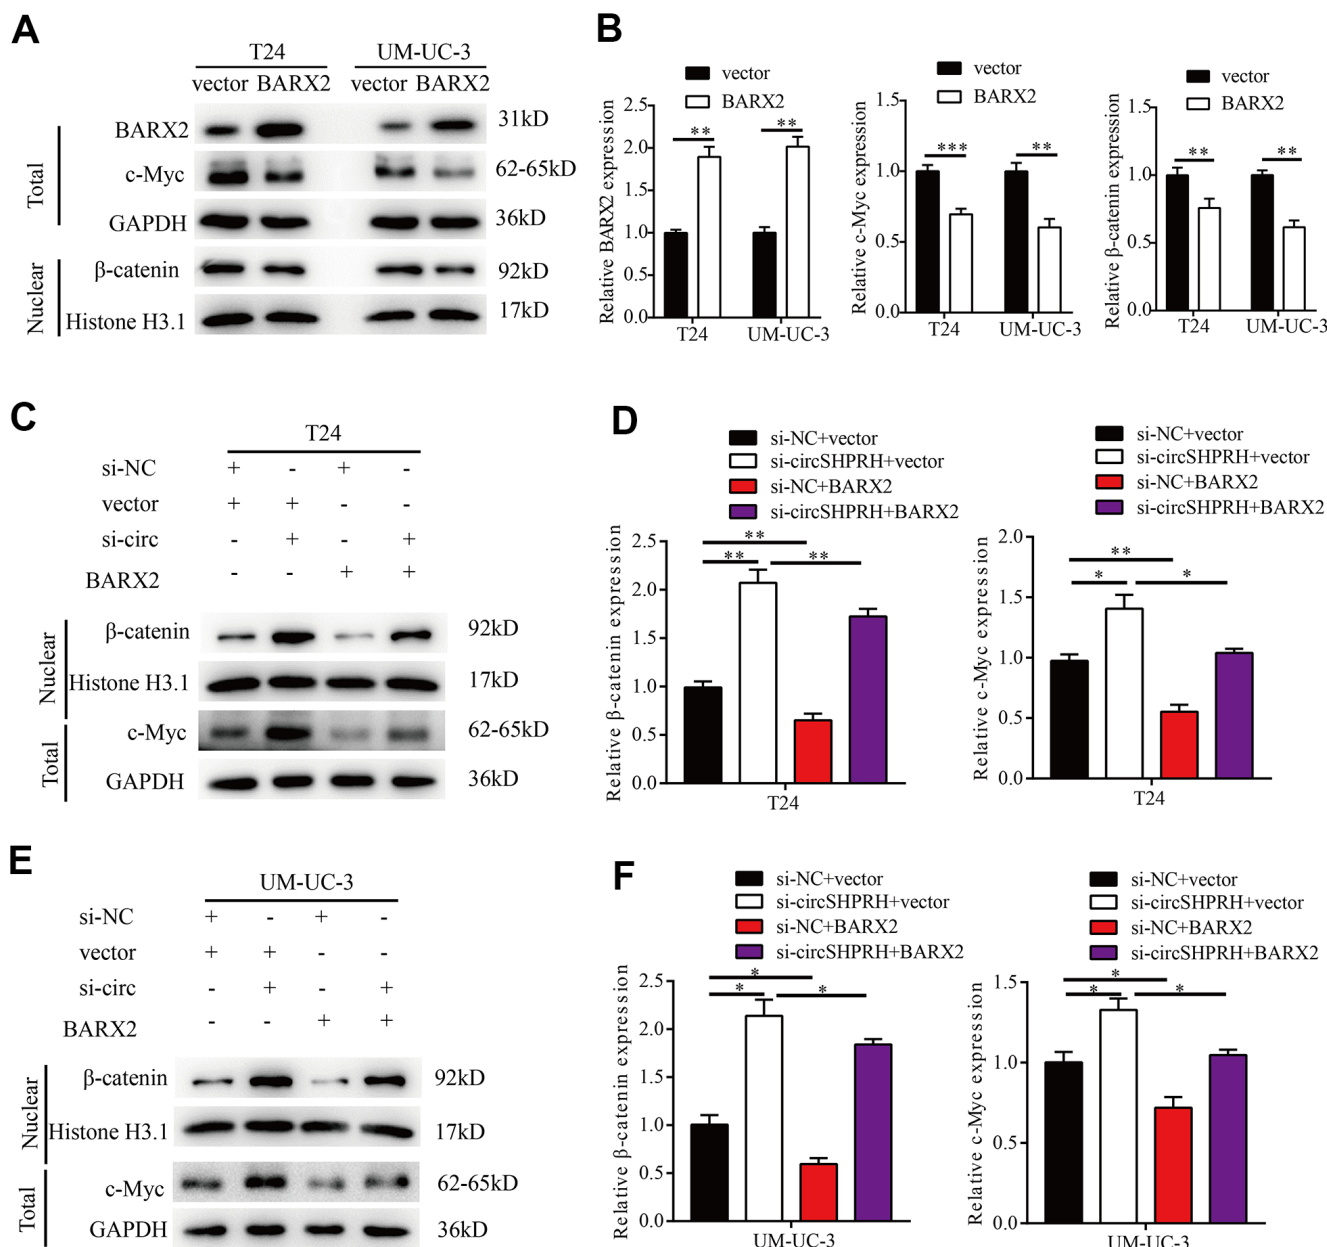 A
T24 UM-UC-3
vector BARX2 vector BARX2
BARX2 31kD
c-Myc 62-65kD
GAPDH 36kD
Total
β-catenin 92kD
Histone H3.1 17kD
Nuclear
B
vector
BARX2
Relative BARX2 expression
2.5
2.0
1.5
1.0
0.5
0.0
** **
T24 UM-UC-3
vector
BARX2
Relative c-Myc expression
1.5
1.0
0.5
0.0
*** **
T24 UM-UC-3
vector
BARX2
Relative β-catenin expression
1.5
1.0
0.5
0.0
** **
T24 UM-UC-3
C
T24
si-NC + - + -
vector + + - -
si-circ - + - +
BARX2 - - + +
β-catenin 92kD
Histone H3.1 17kD
Nuclear
c-Myc 62-65kD
GAPDH 36kD
Total
D
si-NC+vector
si-circSHPRH+vector
si-NC+BARX2
si-circSHPRH+BARX2
Relative β-catenin expression
2.5
2.0
1.5
1.0
0.5
0.0
**
** **
T24
si-NC+vector
si-circSHPRH+vector
si-NC+BARX2
si-circSHPRH+BARX2
Relative c-Myc expression
2.0
1.5
1.0
0.5
0.0
**
* *
T24
E
UM-UC-3
si-NC + - + -
vector + + - -
si-circ - + - +
BARX2 - - + +
β-catenin 92kD
Histone H3.1 17kD
Nuclear
c-Myc 62-65kD
GAPDH 36kD
Total
F
si-NC+vector
si-circSHPRH+vector
si-NC+BARX2
si-circSHPRH+BARX2
Relative β-catenin expression
2.5
2.0
1.5
1.0
0.5
0.0
*
* *
UM-UC-3
si-NC+vector
si-circSHPRH+vector
si-NC+BARX2
si-circSHPRH+BARX2
Relative c-Myc expression
1.5
1.0
0.5
0.0
*
* *
UM-UC-3